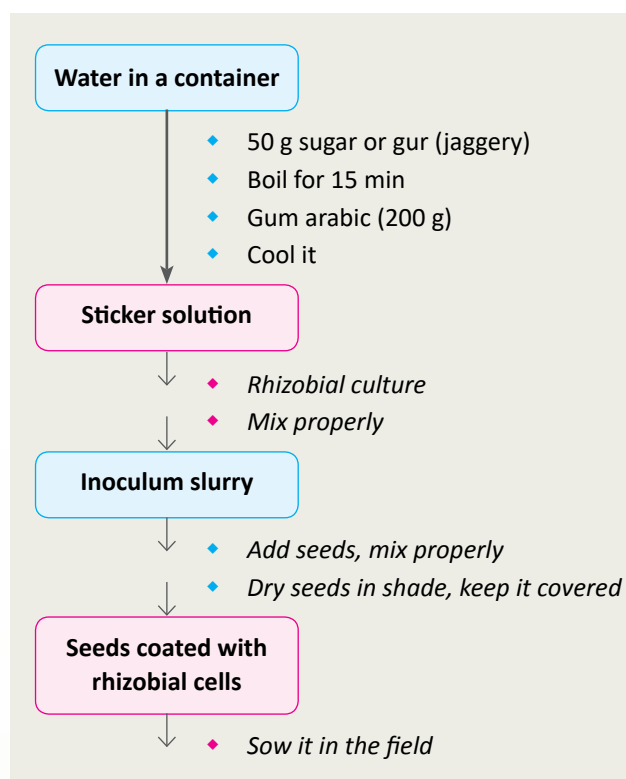 Water in a container
50 g sugar or gur (jaggery)
Boil for 15 min
Gum arabic (200 g)
Cool it
Sticker solution
Rhizobial culture
Mix properly
Inoculum slurry
Add seeds, mix properly
Dry seeds in shade, keep it covered
Seeds coated with
rhizobial cells
Sow it in the field